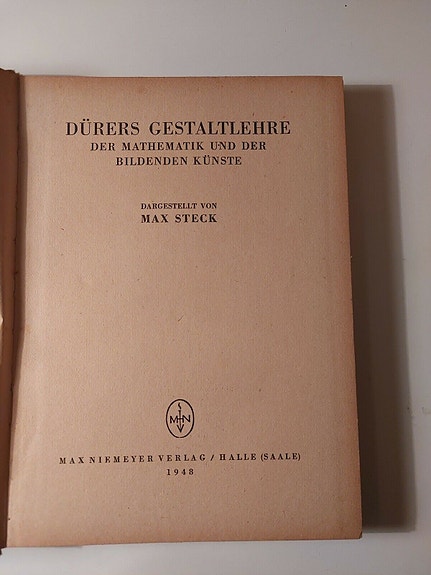 DÜRERS GESTALTLEHRE
DER MATHEMATIK UND DER
BILDENDEN KÜNSTE
DARGESTELLT VON
MAX STECK
M N
MAX NIEMEYER VERLAG / HALLE (SAALE)
1948